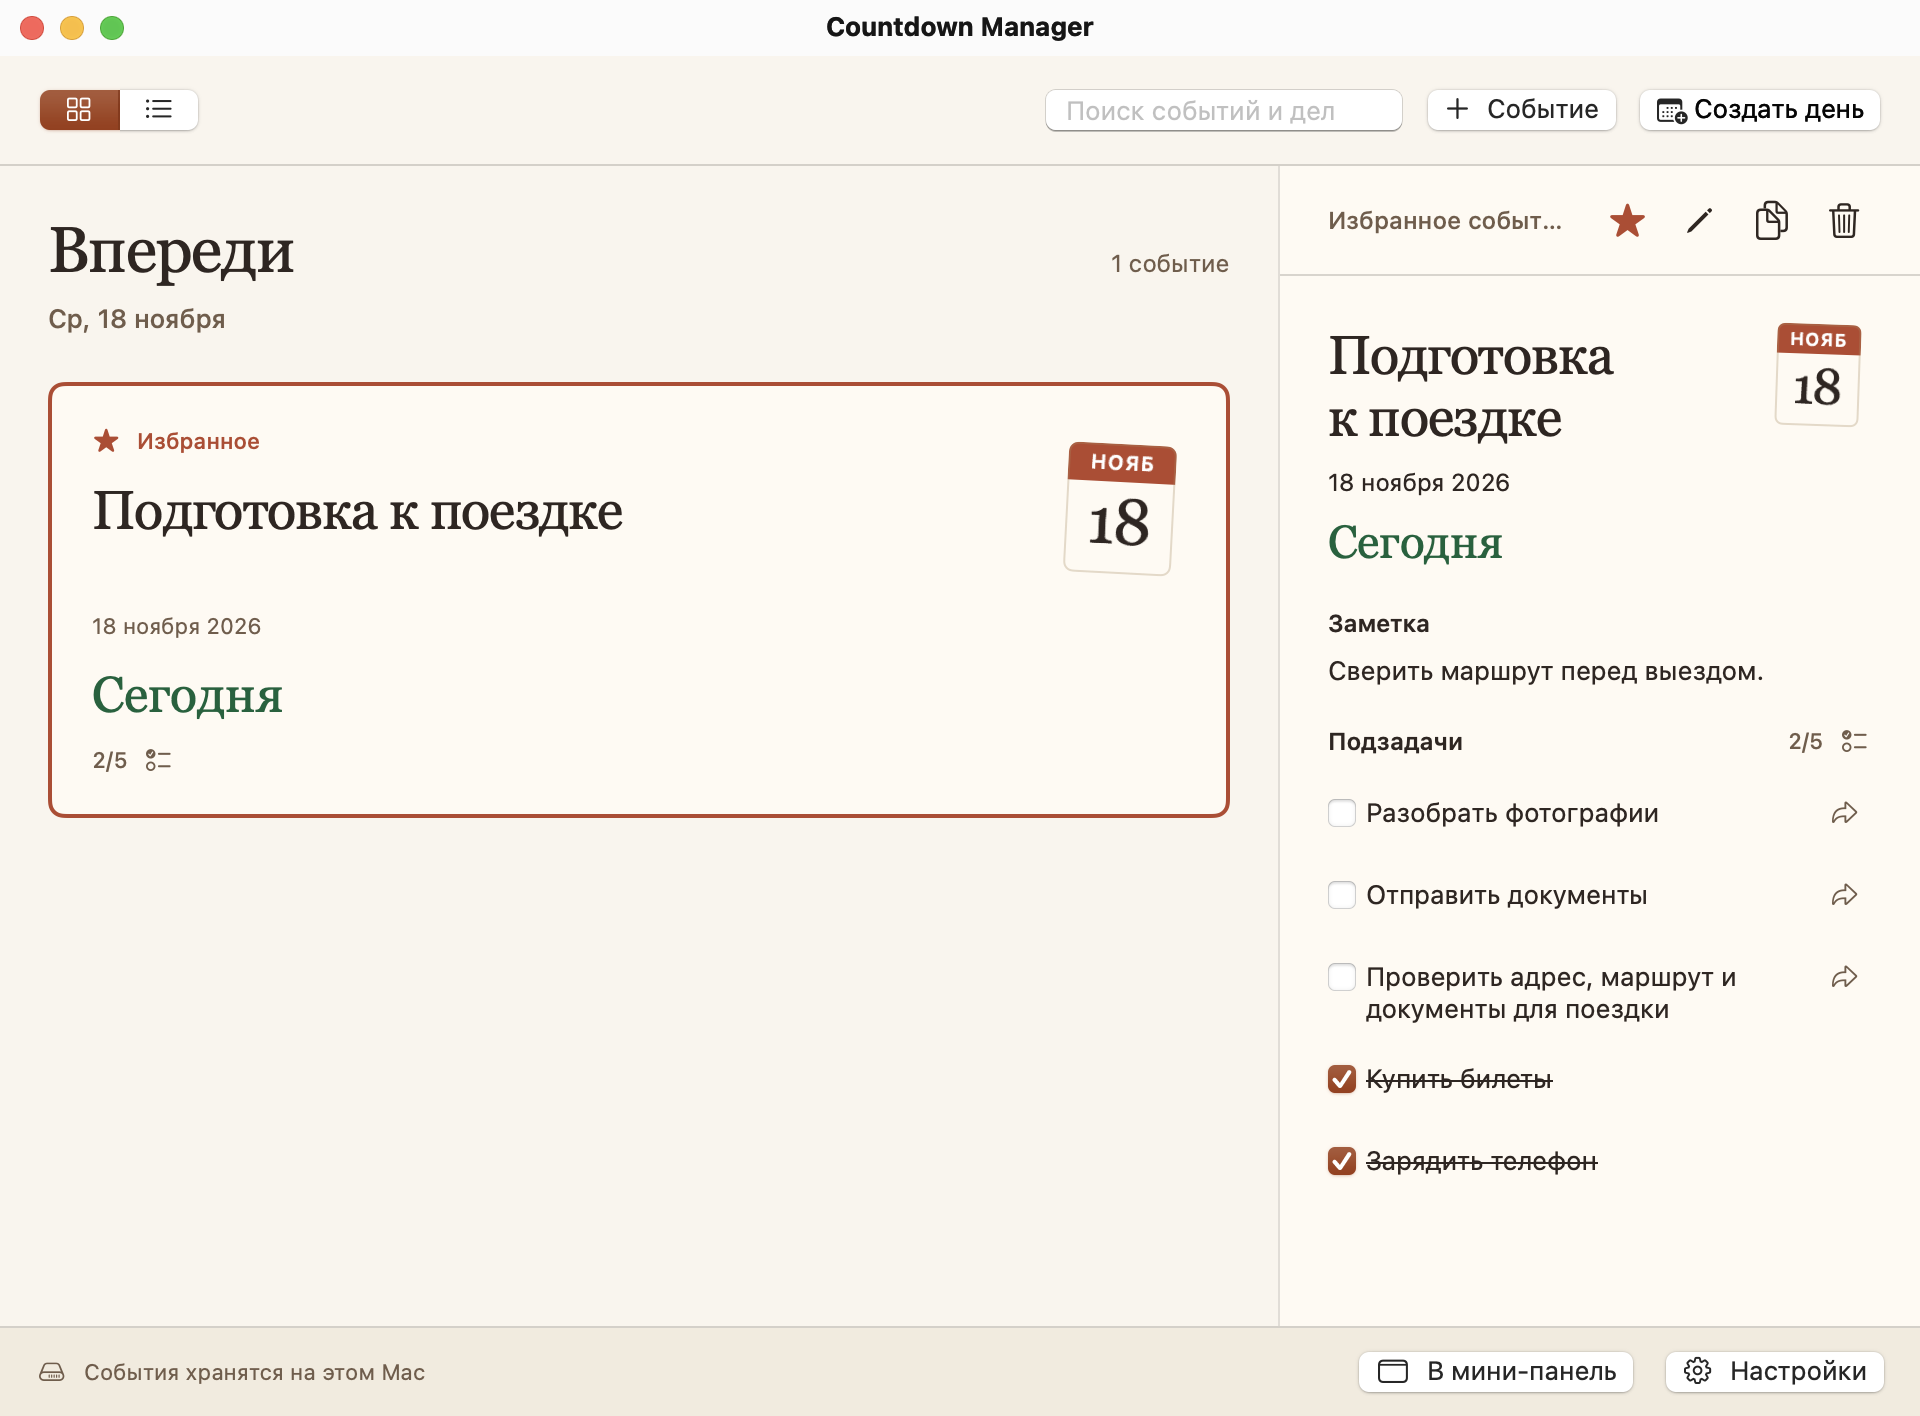 Countdown Manager
Поиск событий и дел
Событие
Создать день
Впереди
1 событие
Ср, 18 ноября
Избранное
Подготовка к поездке
НОЯБ
18
18 ноября 2026
Сегодня
2/5
Избранное событ...
Подготовка
к поездке
НОЯБ
18
18 ноября 2026
Сегодня
Заметка
Сверить маршрут перед выездом.
Подзадачи
2/5
Разобрать фотографии
Отправить документы
Проверить адрес, маршрут и
документы для поездки
Купить билеты
Зарядить телефон
События хранятся на этом Mac
В мини-панель
Настройки